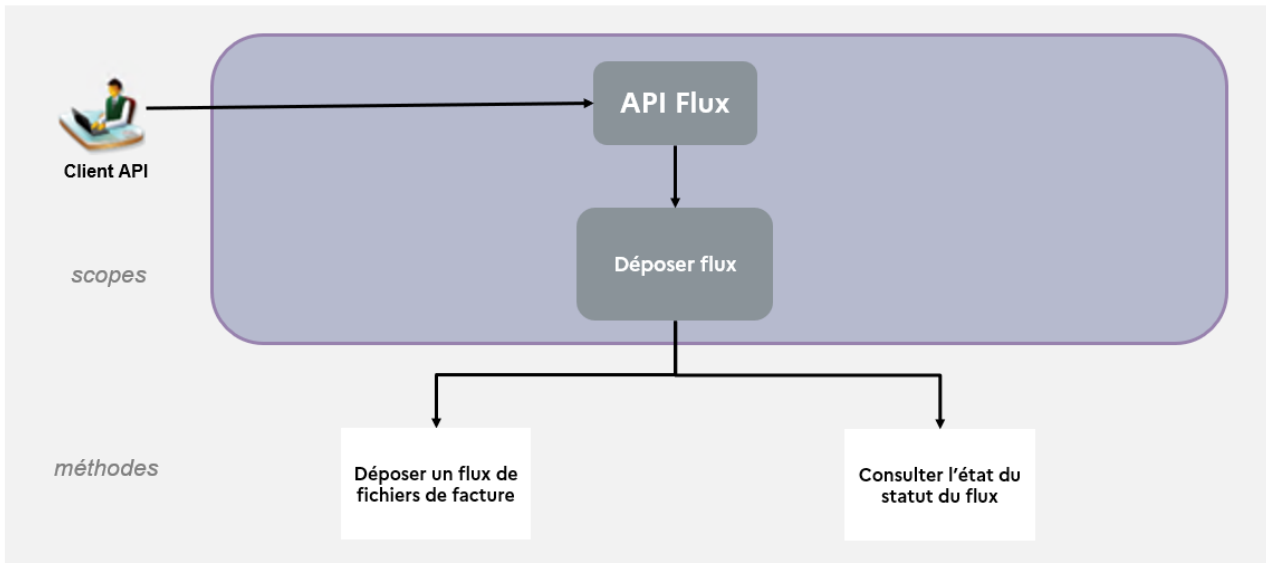 API Flux
Client API
Déposer flux
scopes
méthodes
Déposer un flux de
fichiers de facture
Consulter l'état du
statut du flux